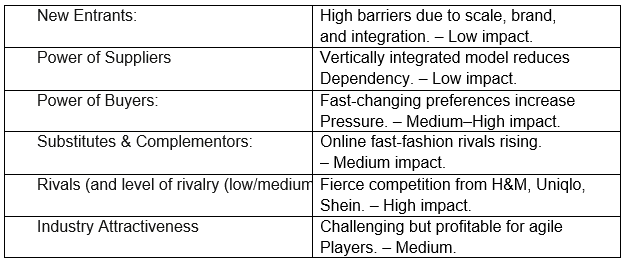 New Entrants:
High barriers due to scale, brand,
and integration. – Low impact.
Power of Suppliers
Vertically integrated model reduces
Dependency. – Low impact.
Power of Buyers:
Fast-changing preferences increase
Pressure. – Medium–High impact.
Substitutes & Complementors:
Online fast-fashion rivals rising.
– Medium impact.
Rivals (and level of rivalry (low/medium
Fierce competition from H&M, Uniqlo,
Shein. – High impact.
Industry Attractiveness
Challenging but profitable for agile
Players. – Medium.